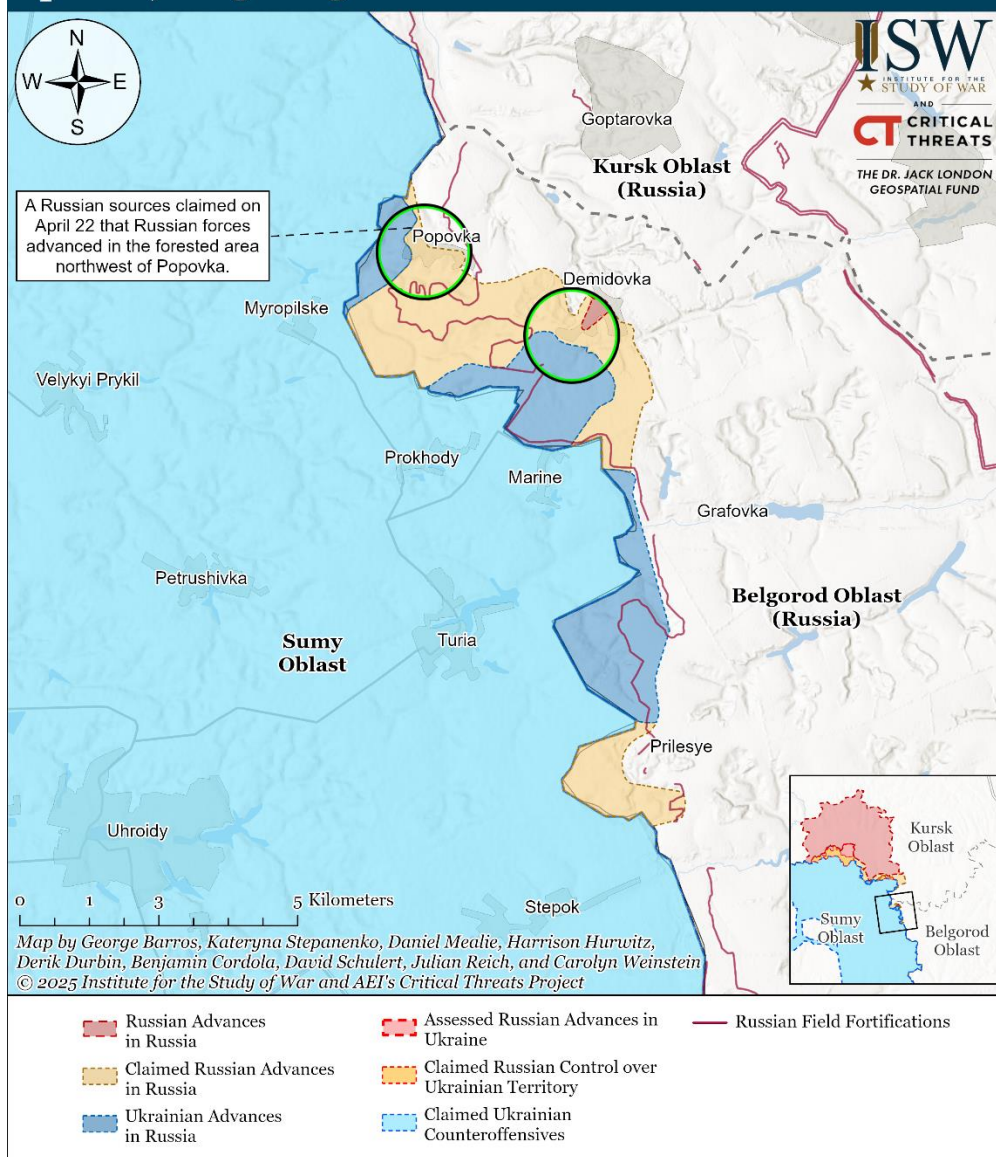 N
W
E
S
ISW
INSTITUTE FOR THE
STUDY OF WAR
AND
CT CRITICAL
THREATS
THE DR. JACK LONDON
GEOSPATIAL FUND
Goptarovka
Kursk Oblast
(Russia)
A Russian sources claimed on
April 22 that Russian forces
advanced in the forested area
northwest of Popovka.
Popovka
Demidovka
Myropilske
Velykyi Prykil
Prokhody
Marine
Grafovka
Petrushivka
Belgorod Oblast
(Russia)
Sumy
Oblast
Turia
Prilesye
Uhroidy
Kursk
Oblast
Sumy
Oblast
Belgorod
Oblast
0 1 3 5 Kilometers
Stepok
Map by George Barros, Kateryna Stepanenko, Daniel Mealie, Harrison Hurwitz,
Derik Durbin, Benjamin Cordola, David Schulert, Julian Reich, and Carolyn Weinstein
© 2025 Institute for the Study of War and AEI's Critical Threats Project
Russian Advances
in Russia
Assessed Russian Advances in
Ukraine
Russian Field Fortifications
Claimed Russian Advances
in Russia
Claimed Russian Control over
Ukrainian Territory
Ukrainian Advances
in Russia
Claimed Ukrainian
Counteroffensives